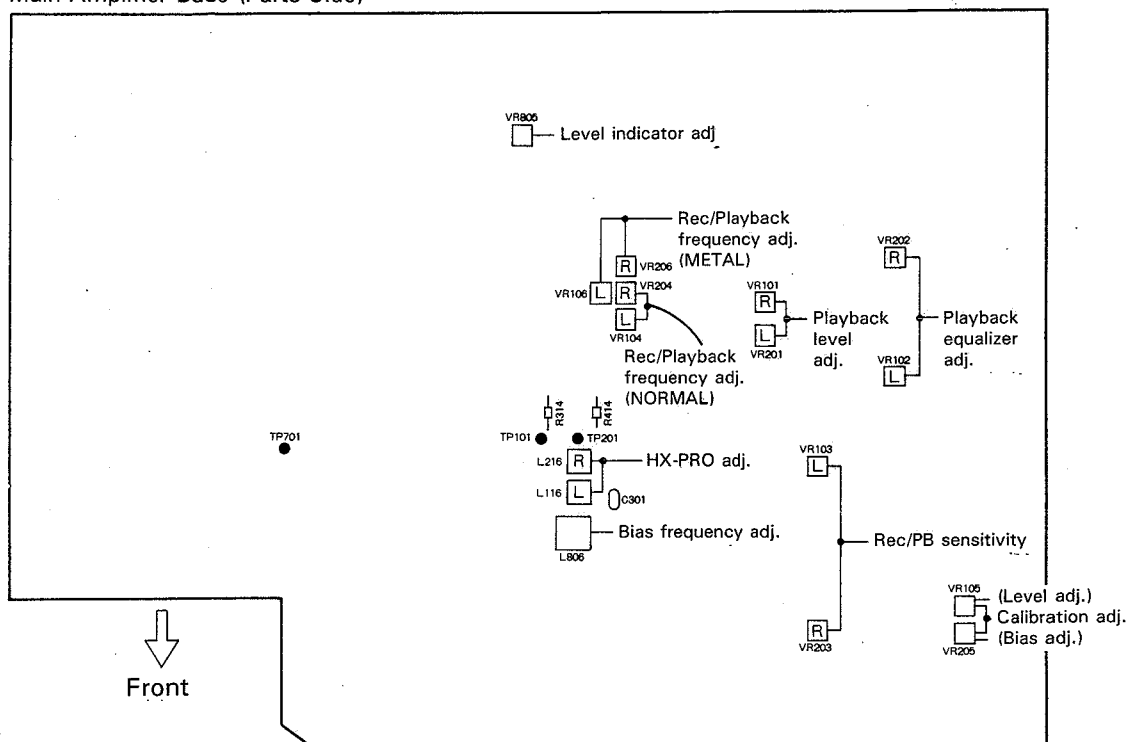 Main Amplifier Base (Parts Side)
VR805
Level indicator adj
Rec/Playback
frequency adj.
(METAL)
VR202
R
R VR206
VR204
VR106 L R
VR101
R
L
VR104
Playback
level
adj.
Playback
equalizer
adj.
L
VR201
VR102
L
Rec/Playback
frequency adj.
(NORMAL)
R314
R414
TP701
TP101
TP201
VR103
L
L216 R
HX-PRO adj.
L116 L
C301
Bias frequency adj.
L806
Rec/PB sensitivity
VR105
(Level adj.)
Calibration adj.
(Bias adj.)
VR205
R
VR203
Front